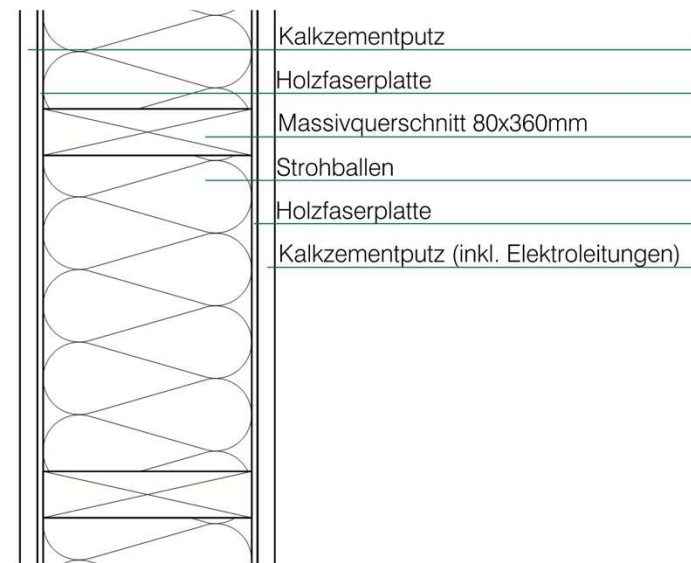 Kalkzementputz
Holzfaserplatte
Massivquerschnitt 80x360mm
Strohballen
Holzfaserplatte
Kalkzementputz (inkl. Elektroleitungen)